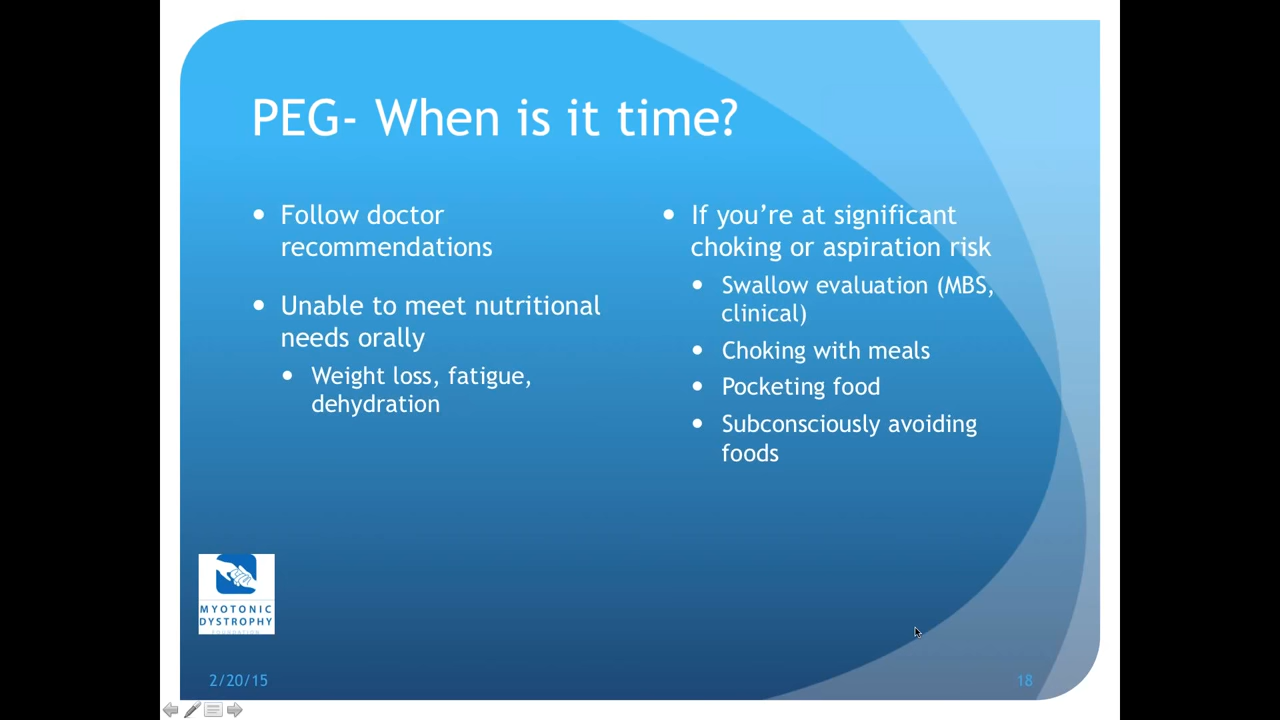 PEG- When is it time?
Follow doctor
recommendations
Unable to meet nutritional
needs orally
Weight loss, fatigue,
dehydration
If you’re at significant
choking or aspiration risk
Swallow evaluation (MBS,
clinical)
Choking with meals
Pocketing food
Subconsciously avoiding
foods
MYOTONIC
DYSTROPHY
FOUNDATION
2/20/15
18